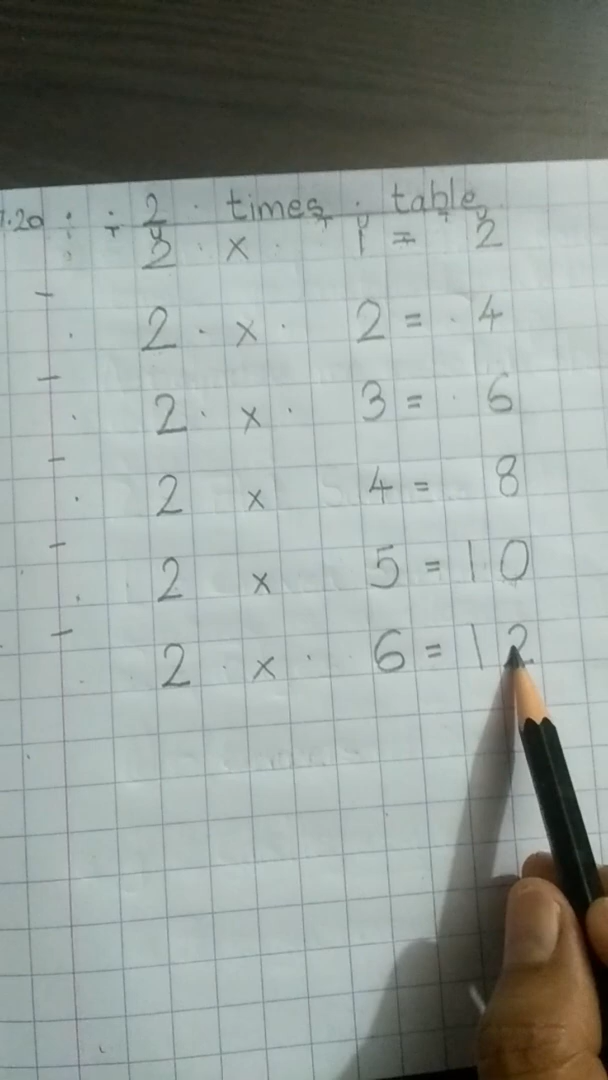 2 times table
2 x 1 = 2
2 x 2 = 4
2 x 3 = 6
2 x 4 = 8
2 x 5 = 10
2 x 6 = 12